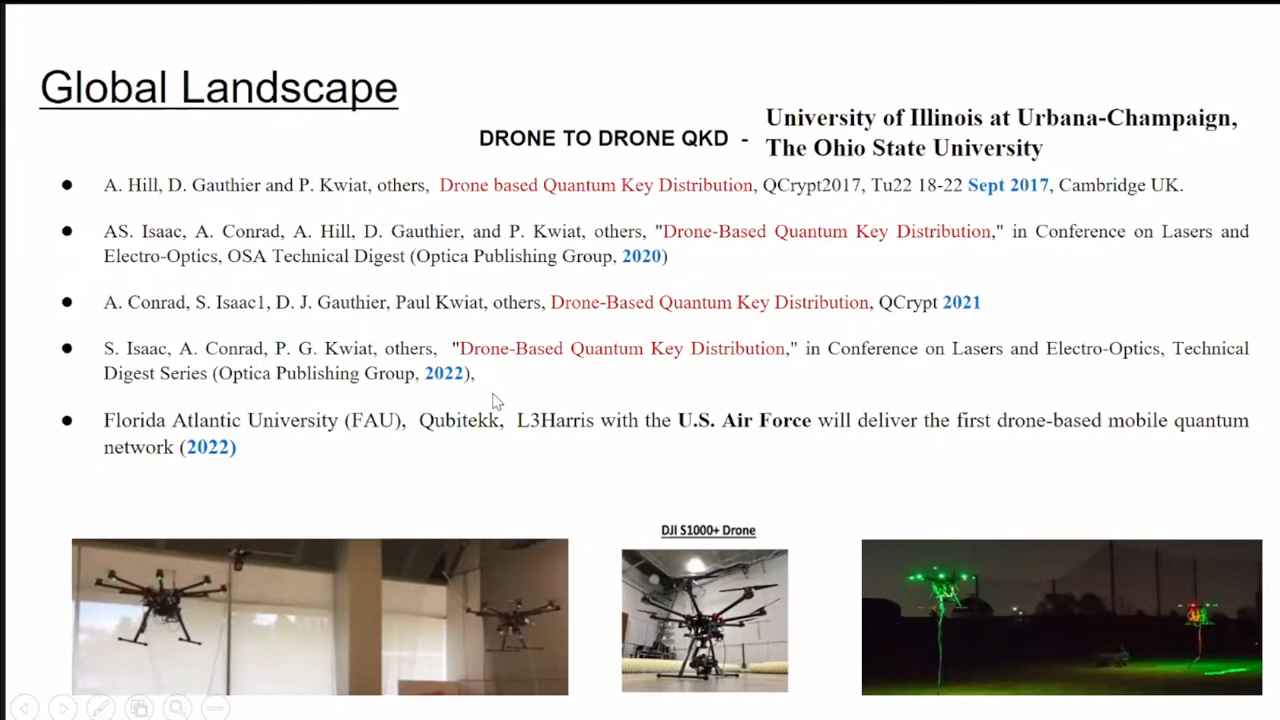 Global Landscape
DRONE TO DRONE QKD - University of Illinois at Urbana-Champaign,
The Ohio State University
● A. Hill, D. Gauthier and P. Kwiat, others, Drone based Quantum Key Distribution, QCrypt2017, Tu22 18-22 Sept 2017, Cambridge UK.
● AS. Isaac, A. Conrad, A. Hill, D. Gauthier, and P. Kwiat, others, "Drone-Based Quantum Key Distribution," in Conference on Lasers and
Electro-Optics, OSA Technical Digest (Optica Publishing Group, 2020)
● A. Conrad, S. Isaac1, D. J. Gauthier, Paul Kwiat, others, Drone-Based Quantum Key Distribution, QCrypt 2021
● S. Isaac, A. Conrad, P. G. Kwiat, others, "Drone-Based Quantum Key Distribution," in Conference on Lasers and Electro-Optics, Technical
Digest Series (Optica Publishing Group, 2022),
● Florida Atlantic University (FAU), Qubitekk, L3Harris with the U.S. Air Force will deliver the first drone-based mobile quantum
network (2022)
DJI S1000+ Drone